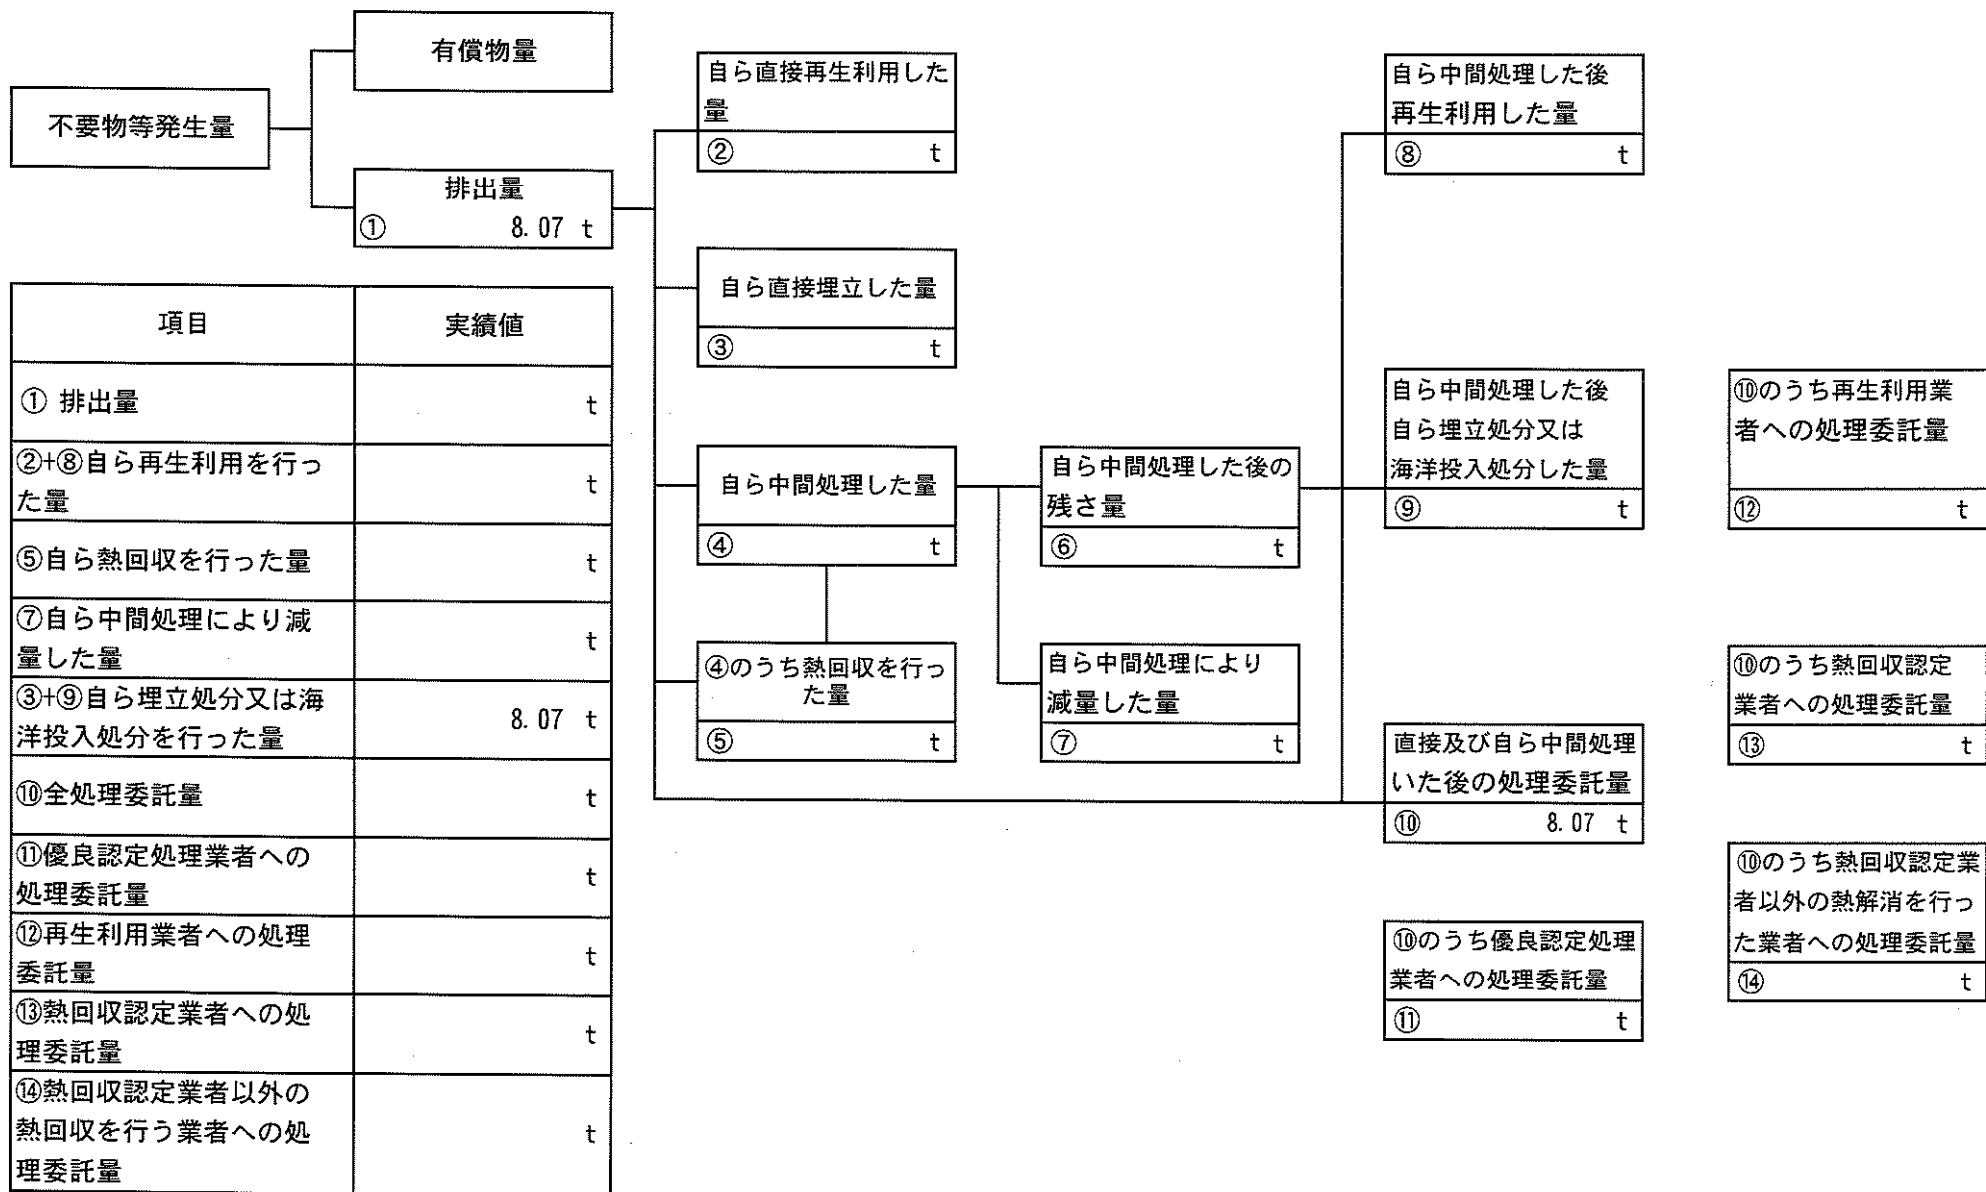 不要物等発生量
有償物量
排出量
① 8.07 t
自ら直接再生利用した
量
② t
自ら直接埋立した量
③ t
自ら中間処理した量
④ t
④のうち熱回収を行っ
た量
⑤ t
自ら中間処理した後の
残さ量
⑥ t
自ら中間処理により
減量した量
⑦ t
自ら中間処理した後
再生利用した量
⑧ t
自ら中間処理した後
自ら埋立処分又は
海洋投入処分した量
⑨ t
直接及び自ら中間処理
いた後の処理委託量
⑩ 8.07 t
⑩のうち優良認定処理
業者への処理委託量
⑪ t
⑩のうち再生利用業
者への処理委託量
⑫ t
⑩のうち熱回収認定
業者への処理委託量
⑬ t
⑩のうち熱回収認定業
者以外の熱解消を行っ
た業者への処理委託量
⑭ t
項目 実績値
① 排出量 t
②+⑧自ら再生利用を行っ
た量 t
⑤自ら熱回収を行った量 t
⑦自ら中間処理により減
量した量 t
③+⑨自ら埋立処分又は海
洋投入処分を行った量 8.07 t
⑩全処理委託量 t
⑪優良認定処理業者への
処理委託量 t
⑫再生利用業者への処理
委託量 t
⑬熱回収認定業者への処
理委託量 t
⑭熱回収認定業者以外の
熱回収を行う業者への処
理委託量 t